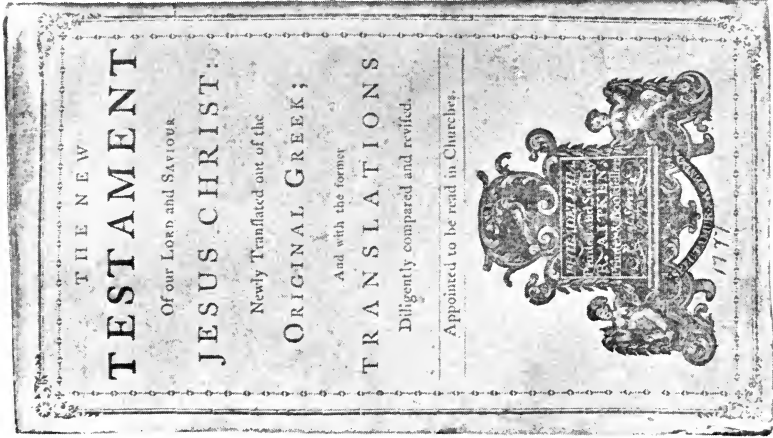 THE NEW
TESTAMENT
Of our LORD and SAVIOUR
JESUS CHRIST:
Newly Tranſlated out of the
ORIGINAL GREEK;
And with the former
TRANSLATIONS
Diligently compared and reviſed.
Appointed to be read in Churches.
R. AITKEN
1777